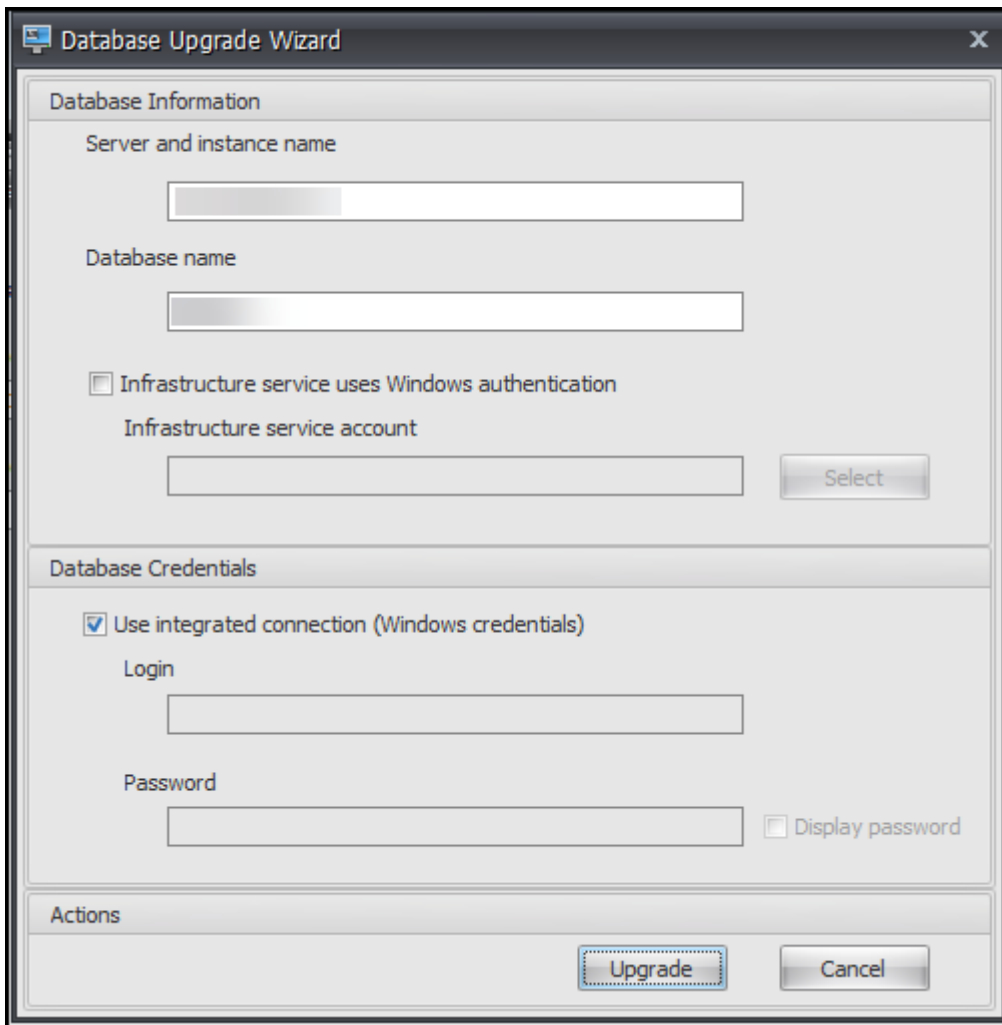 Database Upgrade Wizard
Database Information
Server and instance name
Database name
Infrastructure service uses Windows authentication
Infrastructure service account
Select
Database Credentials
Use integrated connection (Windows credentials)
Login
Password
Display password
Actions
Upgrade
Cancel